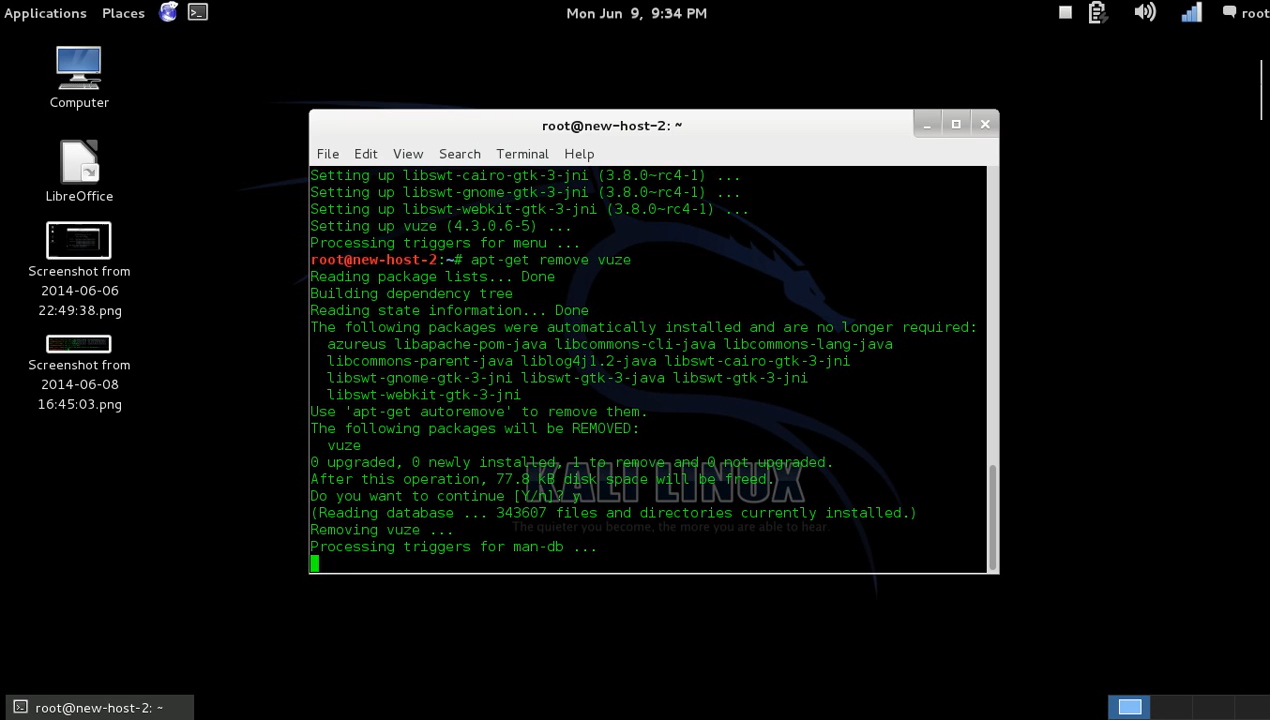 Applications Places Mon Jun 9, 9:34 PM root
Computer
LibreOffice
Screenshot from
2014-06-06
22:49:38.png
Screenshot from
2014-06-08
16:45:03.png
root@new-host-2: ~
File Edit View Search Terminal Help
Setting up libswt-cairo-gtk-3-jni (3.8.0~rc4-1) ...
Setting up libswt-gnome-gtk-3-jni (3.8.0~rc4-1) ...
Setting up libswt-webkit-gtk-3-jni (3.8.0~rc4-1) ...
Setting up vuze (4.3.0.6-5) ...
Processing triggers for menu ...
root@new-host-2:~# apt-get remove vuze
Reading package lists... Done
Building dependency tree
Reading state information... Done
The following packages were automatically installed and are no longer required:
azureus libapache-pom-java libcommons-cli-java libcommons-lang-java
libcommons-parent-java liblog4j1.2-java libswt-cairo-gtk-3-jni
libswt-gnome-gtk-3-jni libswt-gtk-3-java libswt-gtk-3-jni
libswt-webkit-gtk-3-jni
Use 'apt-get autoremove' to remove them.
The following packages will be REMOVED:
vuze
0 upgraded, 0 newly installed, 1 to remove and 0 not upgraded.
After this operation, 77.8 kB disk space will be freed.
Do you want to continue [Y/n]? y
(Reading database ... 343607 files and directories currently installed.)
Removing vuze ...
Processing triggers for man-db ...
KALI LINUX
The quieter you become, the more you are able to hear
root@new-host-2: ~